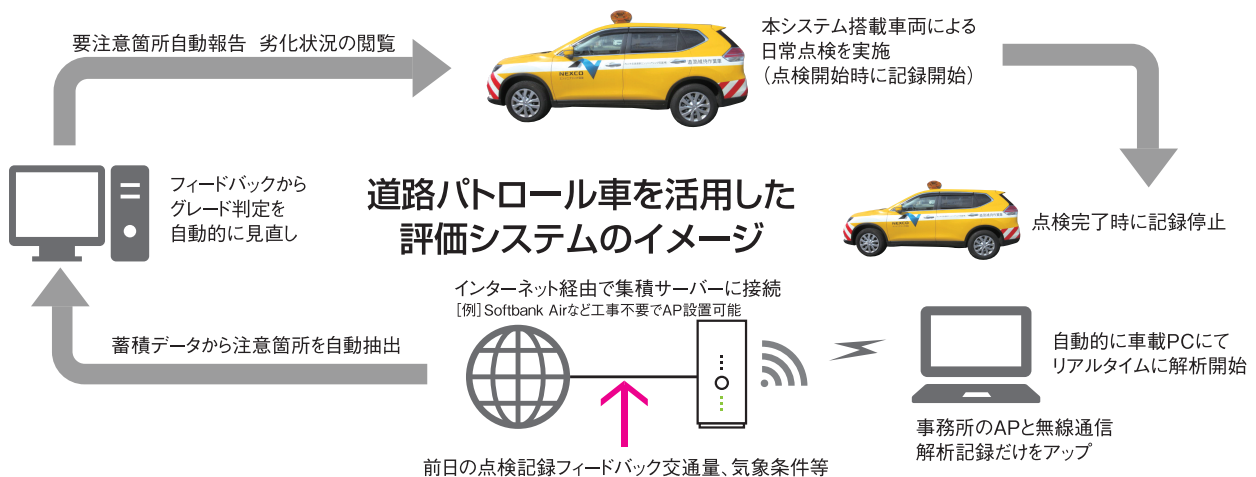 要注意箇所自動報告 劣化状況の閲覧
本システム搭載車両による
日常点検を実施
(点検開始時に記録開始)
NEXCO
道路維持作業車
フィードバックから
グレード判定を
自動的に見直し
道路パトロール車を活用した
評価システムのイメージ
NEXCO
点検完了時に記録停止
インターネット経由で集積サーバーに接続
[例]Softbank Airなど工事不要でAP設置可能
蓄積データから注意箇所を自動抽出
自動的に車載PCにて
リアルタイムに解析開始
事務所のAPと無線通信
解析記録だけをアップ
前日の点検記録フィードバック交通量、気象条件等